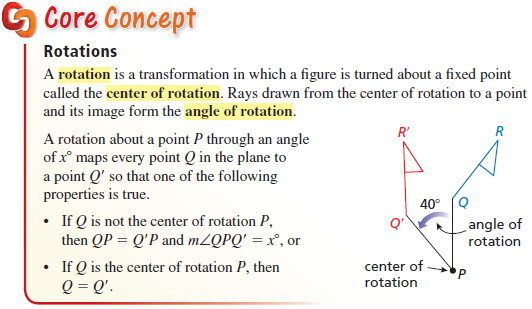 Core Concept
Rotations
A rotation is a transformation in which a figure is turned about a fixed point
called the center of rotation. Rays drawn from the center of rotation to a point
and its image form the angle of rotation.
A rotation about a point P through an angle
of x° maps every point Q in the plane to
a point Q′ so that one of the following
properties is true.
• If Q is not the center of rotation P,
then QP = Q′P and m∠QPQ′ = x°, or
• If Q is the center of rotation P, then
Q = Q′.
R′
R
40°
Q
Q′
angle of
rotation
center of
rotation
P